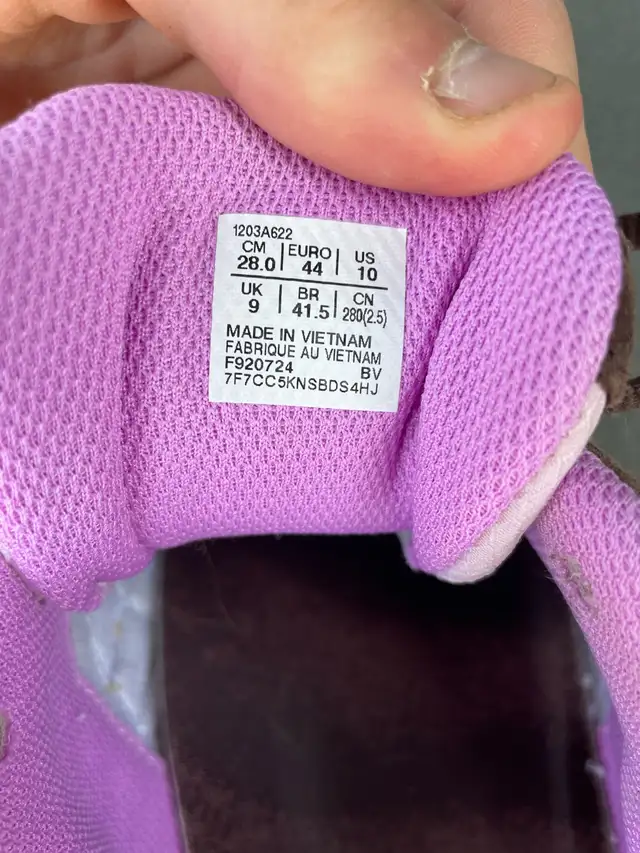 1203A622
CM EURO US
28.0 44 10
UK BR CN
9 41.5 280(2.5)
MADE IN VIETNAM
FABRIQUE AU VIETNAM
F920724 BV
7F7CC5KNSBDS4HJ